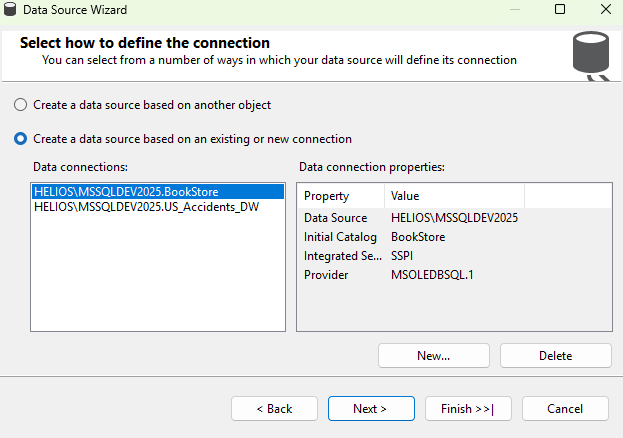 Data Source Wizard
Select how to define the connection
You can select from a number of ways in which your data source will define its connection
Create a data source based on another object
Create a data source based on an existing or new connection
Data connections:
HELIOS\MSSQLDEV2025.BookStore
HELIOS\MSSQLDEV2025.US_Accidents_DW
Data connection properties:
Property Value
Data Source HELIOS\MSSQLDEV2025
Initial Catalog BookStore
Integrated Se... SSPI
Provider MSOLEDBSQL.1
New... Delete
< Back Next > Finish >>| Cancel